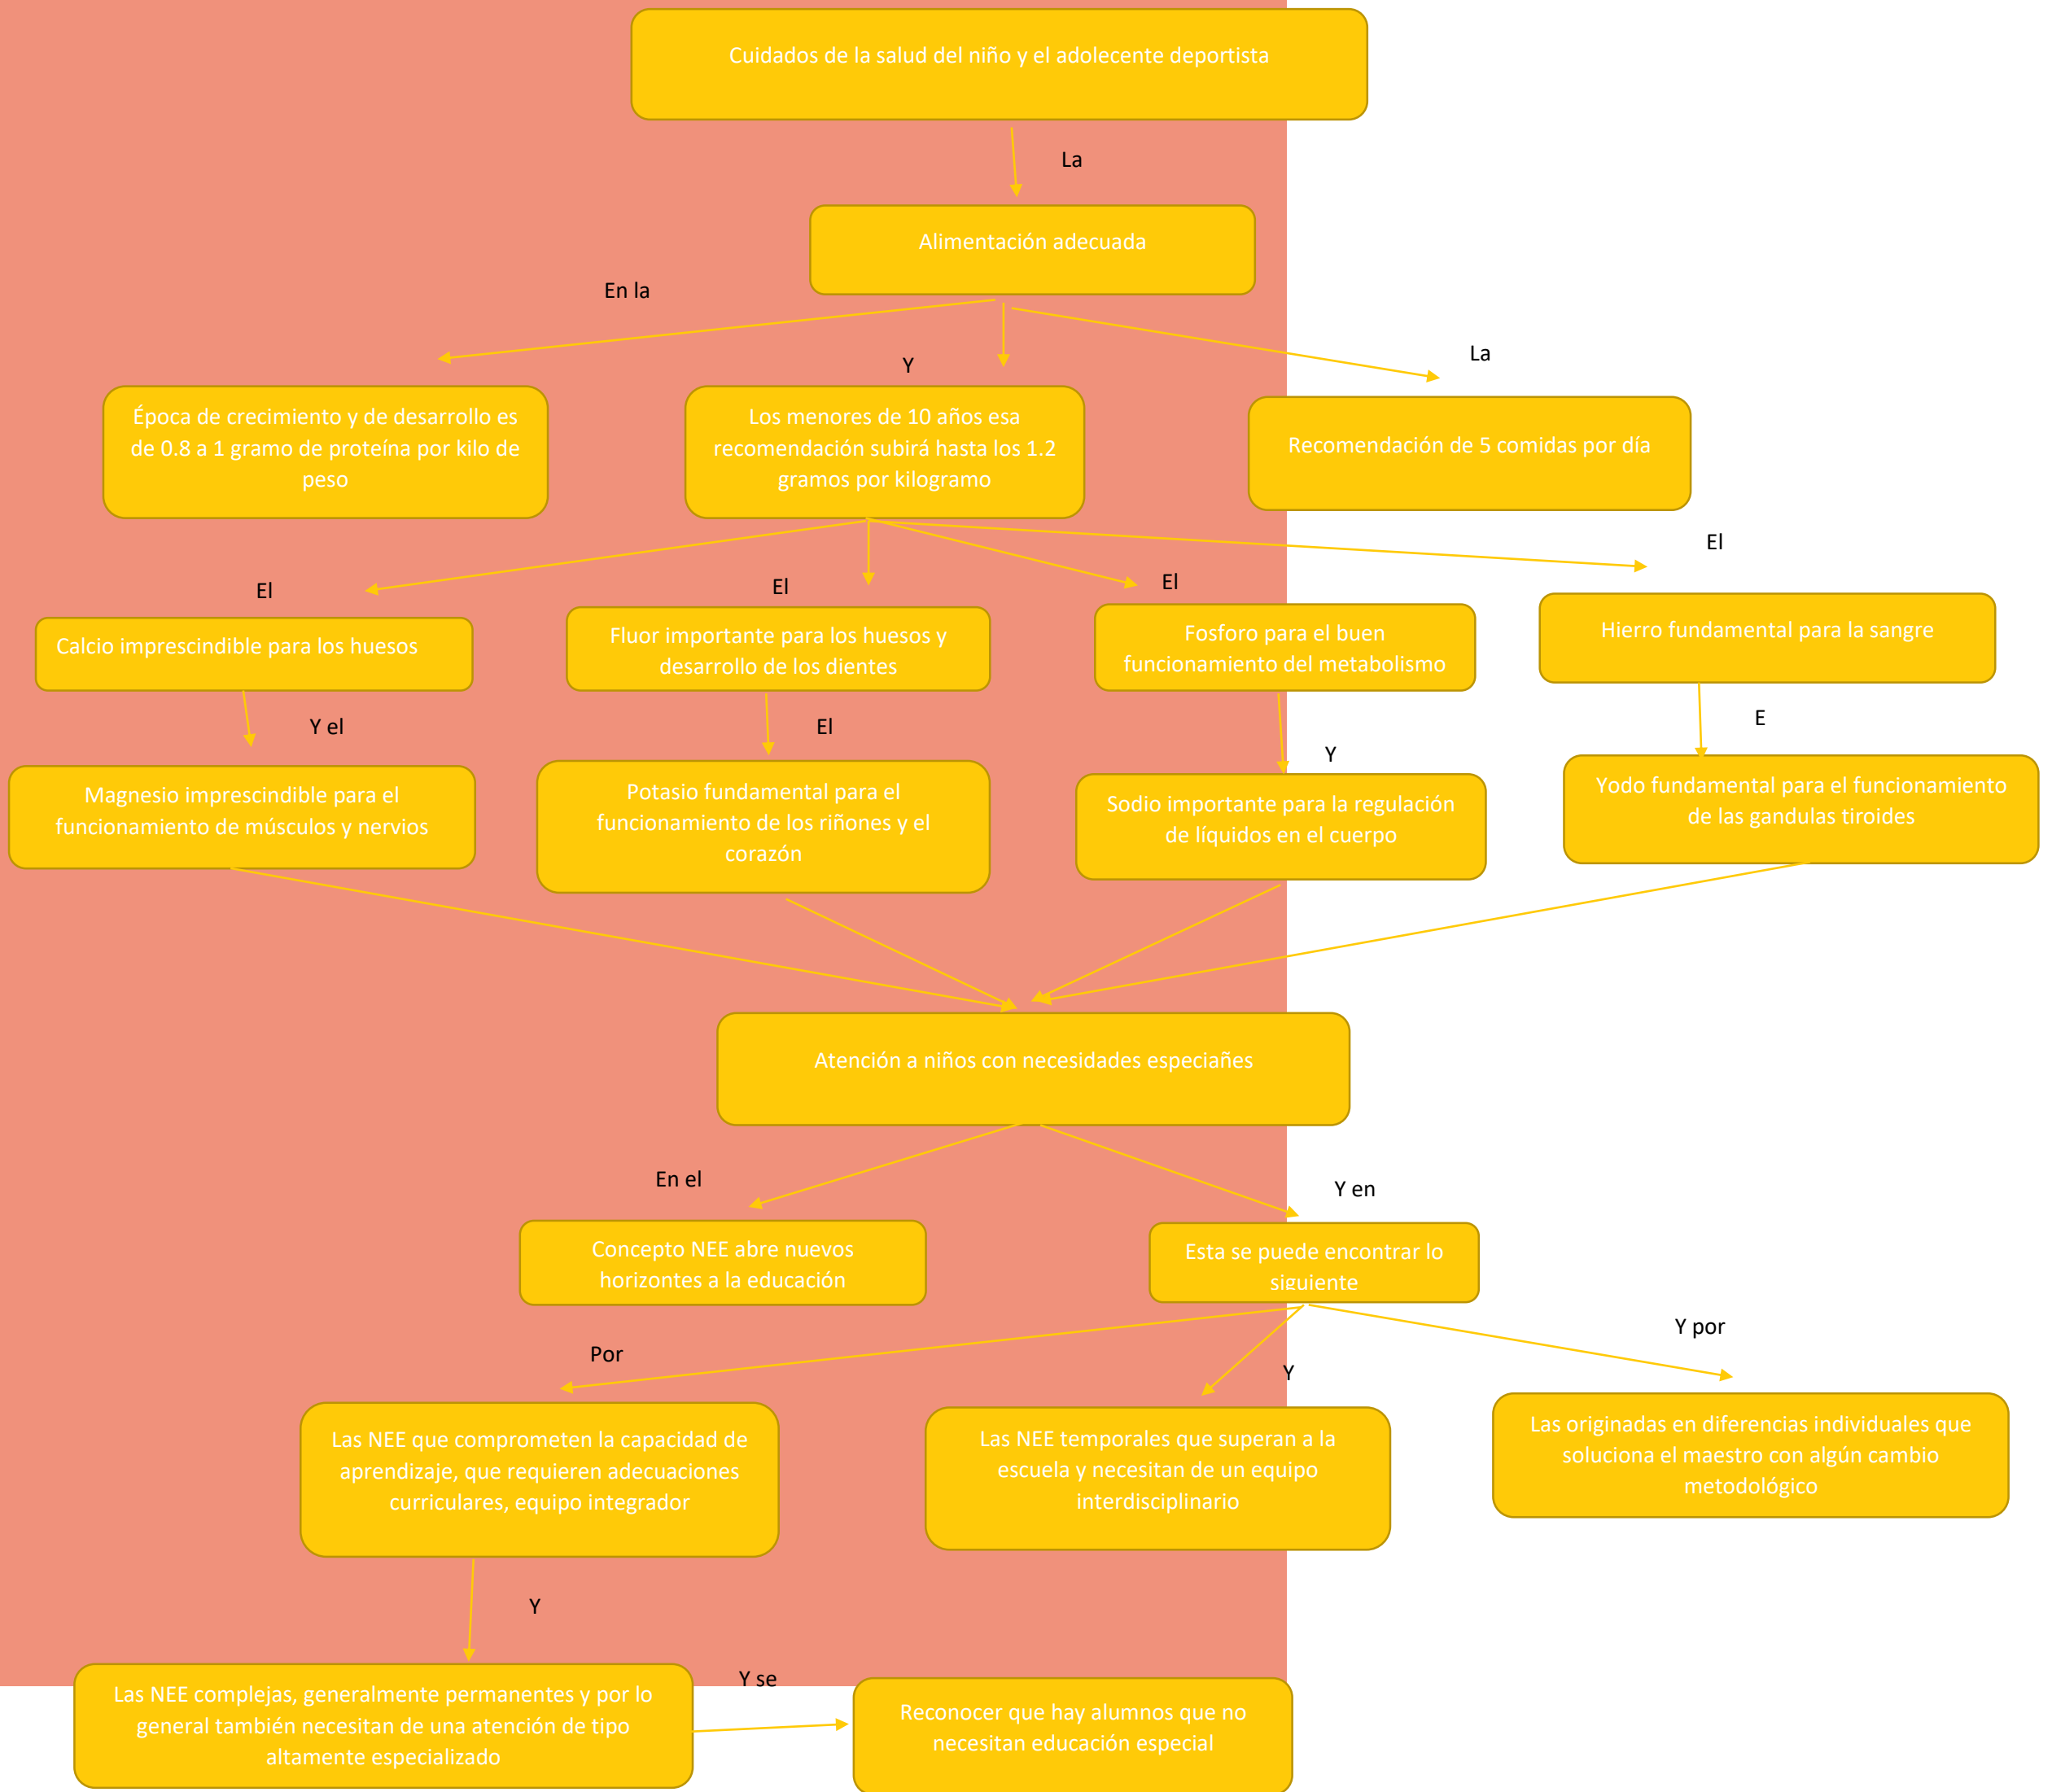 Cuidados de la salud del niño y el adolecente deportista
La
Alimentación adecuada
En la
Y
La
Época de crecimiento y de desarrollo es
de 0.8 a 1 gramo de proteína por kilo de
peso
Los menores de 10 años esa
recomendación subirá hasta los 1.2
gramos por kilogramo
Recomendación de 5 comidas por día
El
El
El
El
Calcio imprescindible para los huesos
Fluor importante para los huesos y
desarrollo de los dientes
Fosforo para el buen
funcionamiento del metabolismo
Hierro fundamental para la sangre
Y el
El
Y
E
Magnesio imprescindible para el
funcionamiento de músculos y nervios
Potasio fundamental para el
funcionamiento de los riñones y el
corazón
Sodio importante para la regulación
de líquidos en el cuerpo
Yodo fundamental para el funcionamiento
de las gandulas tiroides
Atención a niños con necesidades especiañes
En el
Y en
Concepto NEE abre nuevos
horizontes a la educación
Esta se puede encontrar lo
siguiente
Por
Y
Y por
Las NEE que comprometen la capacidad de
aprendizaje, que requieren adecuaciones
curriculares, equipo integrador
Las NEE temporales que superan a la
escuela y necesitan de un equipo
interdisciplinario
Las originadas en diferencias individuales que
soluciona el maestro con algún cambio
metodológico
Y
Las NEE complejas, generalmente permanentes y por lo
general también necesitan de una atención de tipo
altamente especializado
Y se
Reconocer que hay alumnos que no
necesitan educación especial